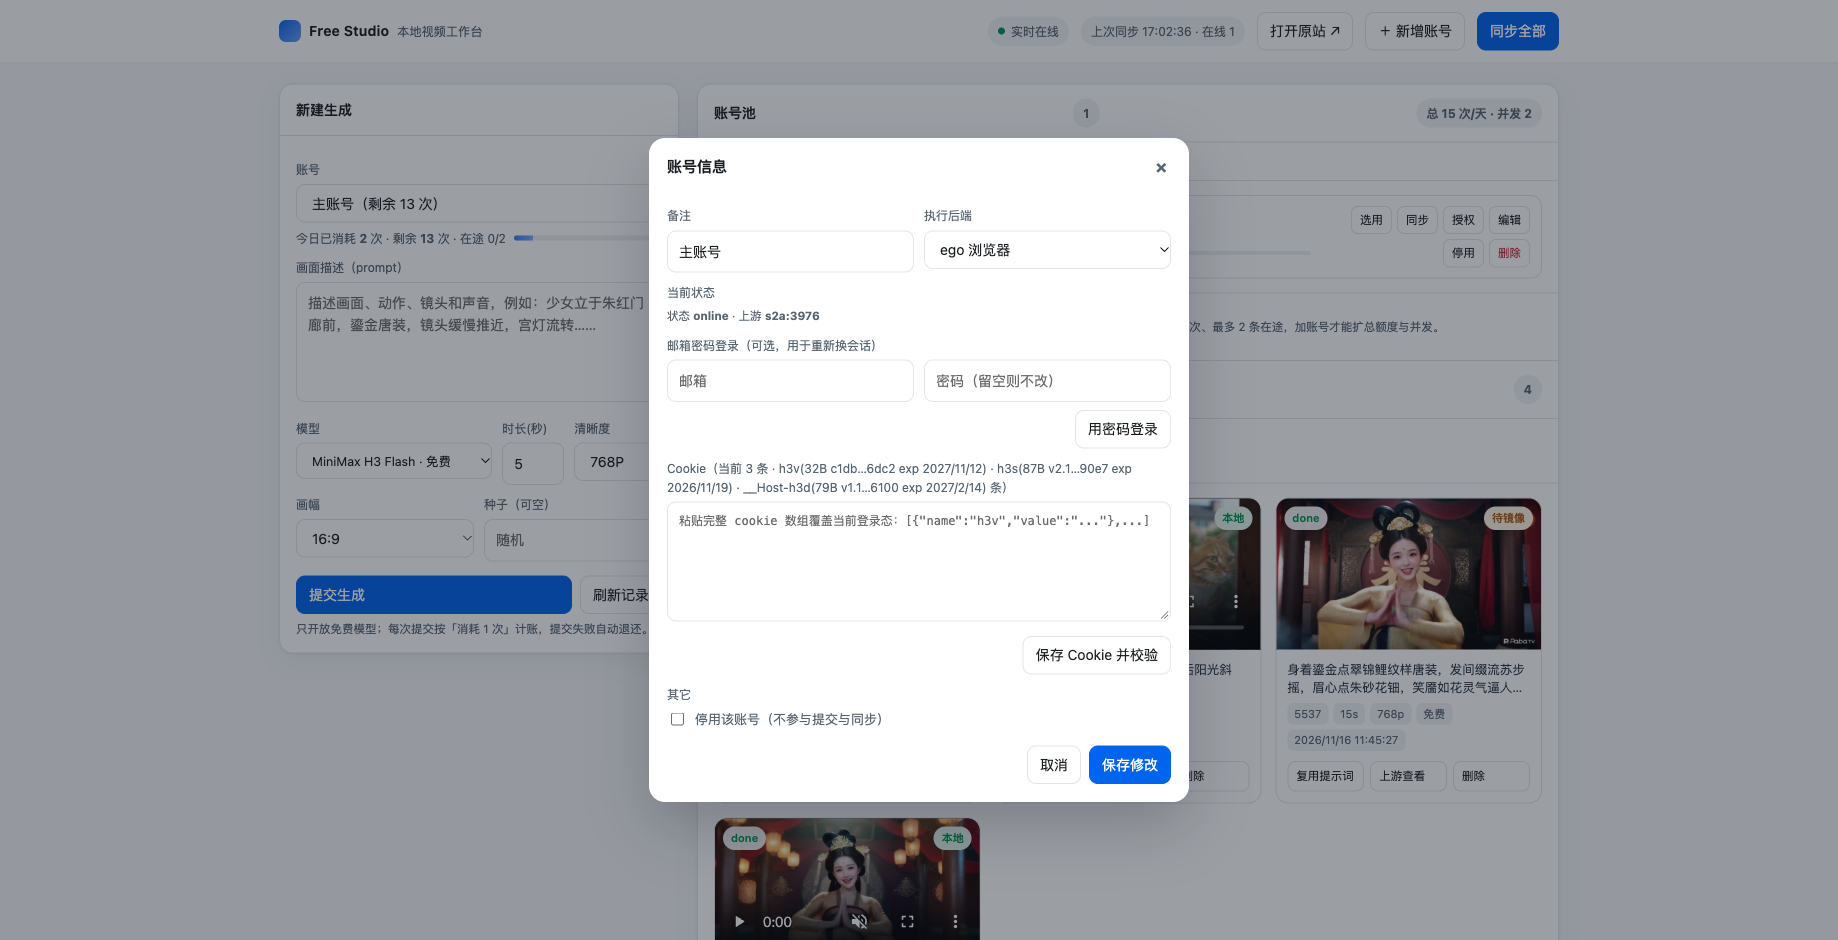 Free Studio 本地视频工作台
实时在线
上次同步 17:02:36 · 在线 1
打开原站 ↗
＋ 新增账号
同步全部
新建生成
账号
主账号（剩余 13 次）
今日已消耗 2 次 · 剩余 13 次 · 在途 0/2
画面描述（prompt）
描述画面、动作、镜头和声音，例如：少女立于朱红门
廊前，鎏金唐装，镜头缓慢推近，宫灯流转……
模型
时长(秒)
清晰度
MiniMax H3 Flash · 免费
5
768P
画幅
种子（可空）
16:9
随机
提交生成
刷新记录
只开放免费模型；每次提交按「消耗 1 次」计账，提交失败自动退还。
账号池
1
总 15 次/天 · 并发 2
选用
同步
授权
编辑
停用
删除
次、最多 2 条在途，加账号才能扩总额度与并发。
4
账号信息
×
备注
执行后端
主账号
ego 浏览器
当前状态
状态 online · 上游 s2a:3976
邮箱密码登录（可选，用于重新换会话）
邮箱
密码（留空则不改）
用密码登录
Cookie（当前 3 条 · h3v(32B c1db…6dc2 exp 2027/11/12) · h3s(87B v2.1…90e7 exp
2026/11/19) · __Host-h3d(79B v1.1…6100 exp 2027/2/14) 条）
粘贴完整 cookie 数组覆盖当前登录态：[{"name":"h3v","value":"..."},...]
保存 Cookie 并校验
其它
停用该账号（不参与提交与同步）
取消
保存修改
本地
阳光斜
除
done
待镜像
身着鎏金点翠锦鲤纹样唐装，发间缀流苏步
摇，眉心点朱砂花钿，笑靥如花灵气逼人…
5537
15s
768p
免费
2026/11/16 11:45:27
复用提示词
上游查看
删除
done
本地
0:00